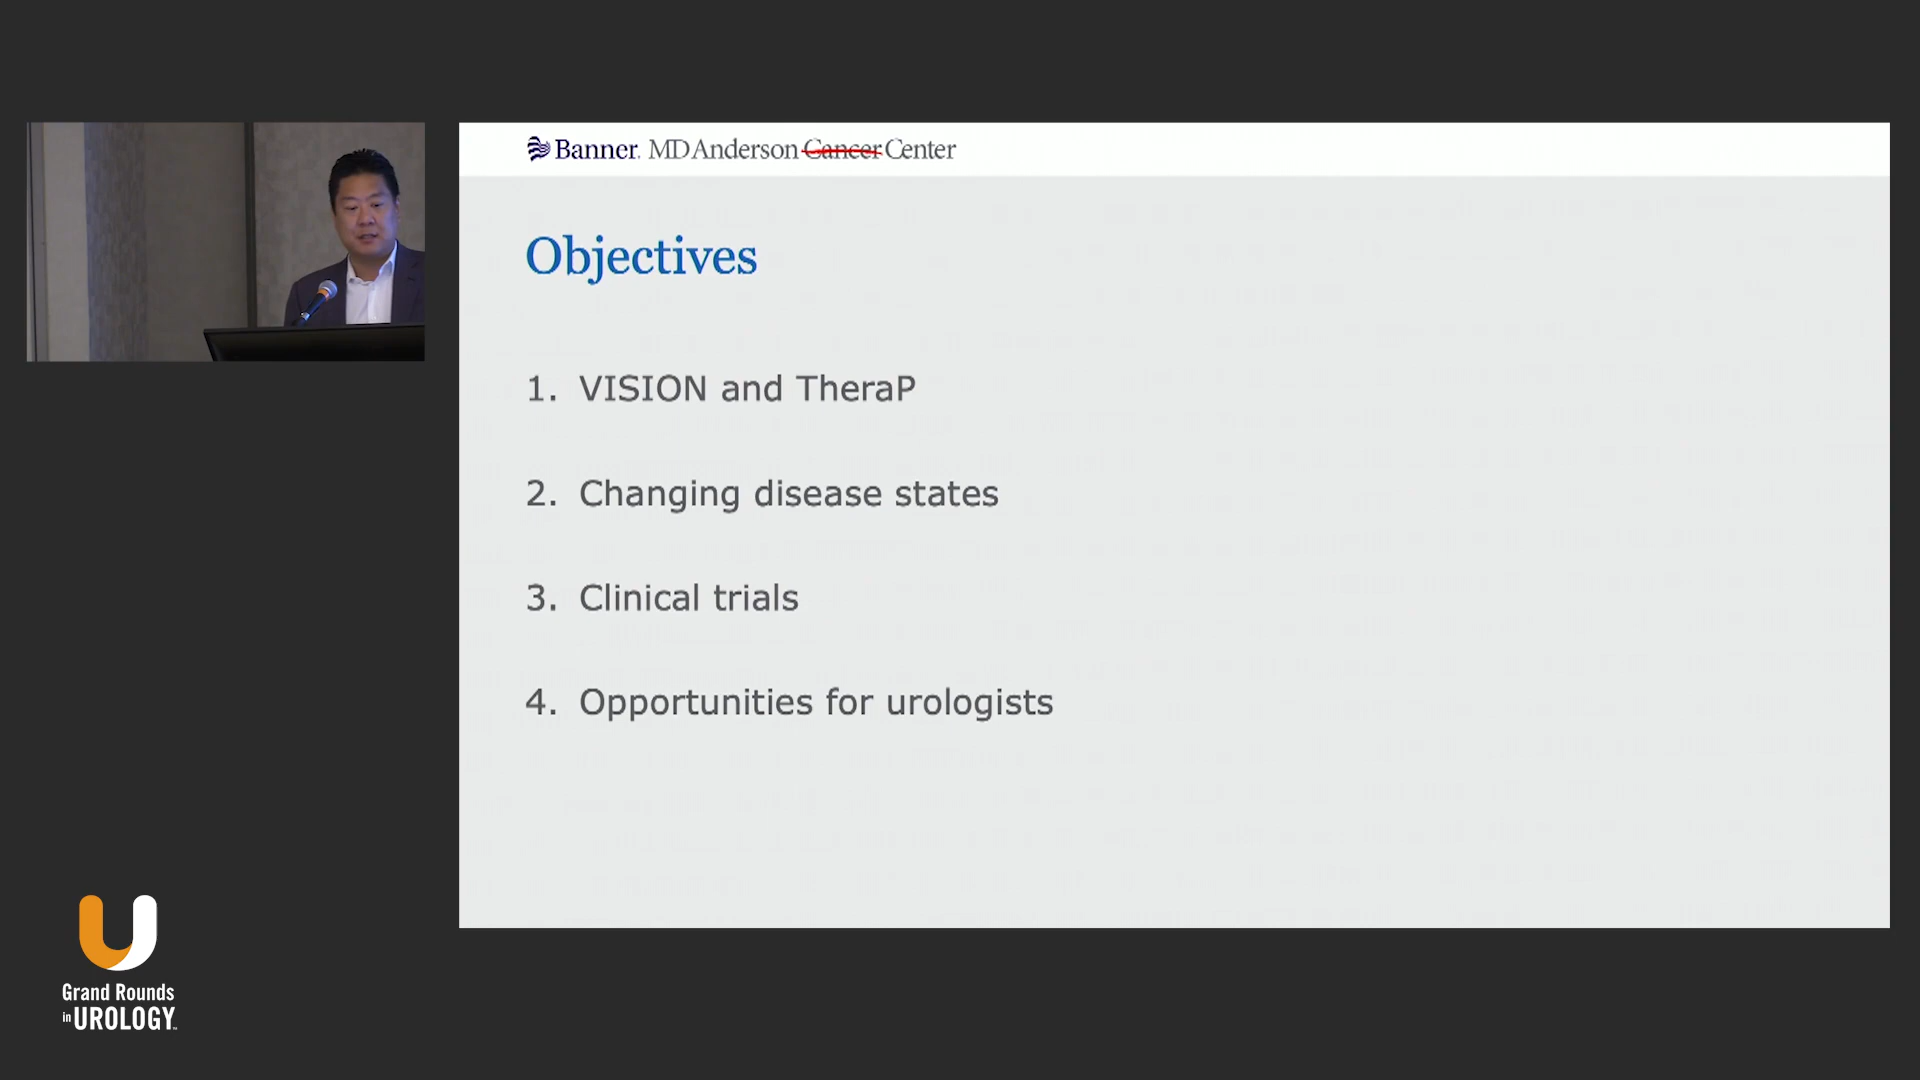 Banner. MD Anderson Cancer Center
Objectives
1. VISION and TheraP
2. Changing disease states
3. Clinical trials
4. Opportunities for urologists
Grand Rounds
in UROLOGY™